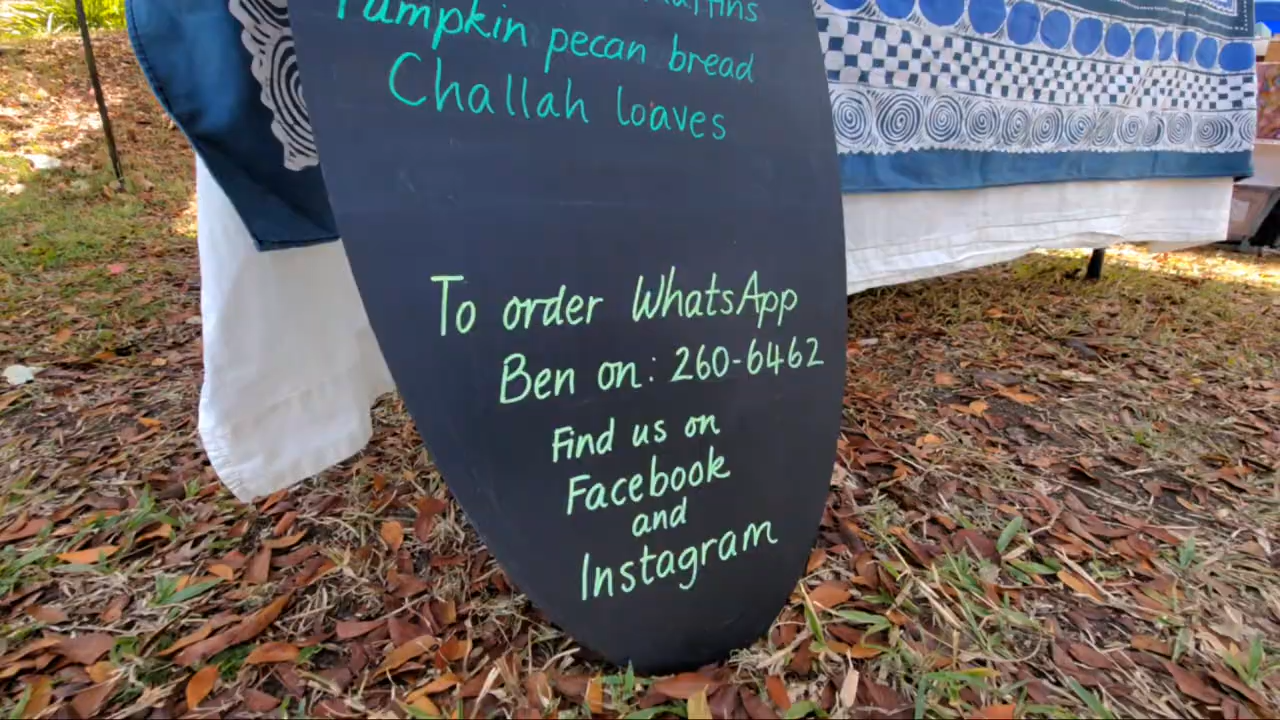 Pumpkin pecan bread
Challah loaves
To order WhatsApp
Ben on: 260-6462
Find us on
Facebook
and
Instagram